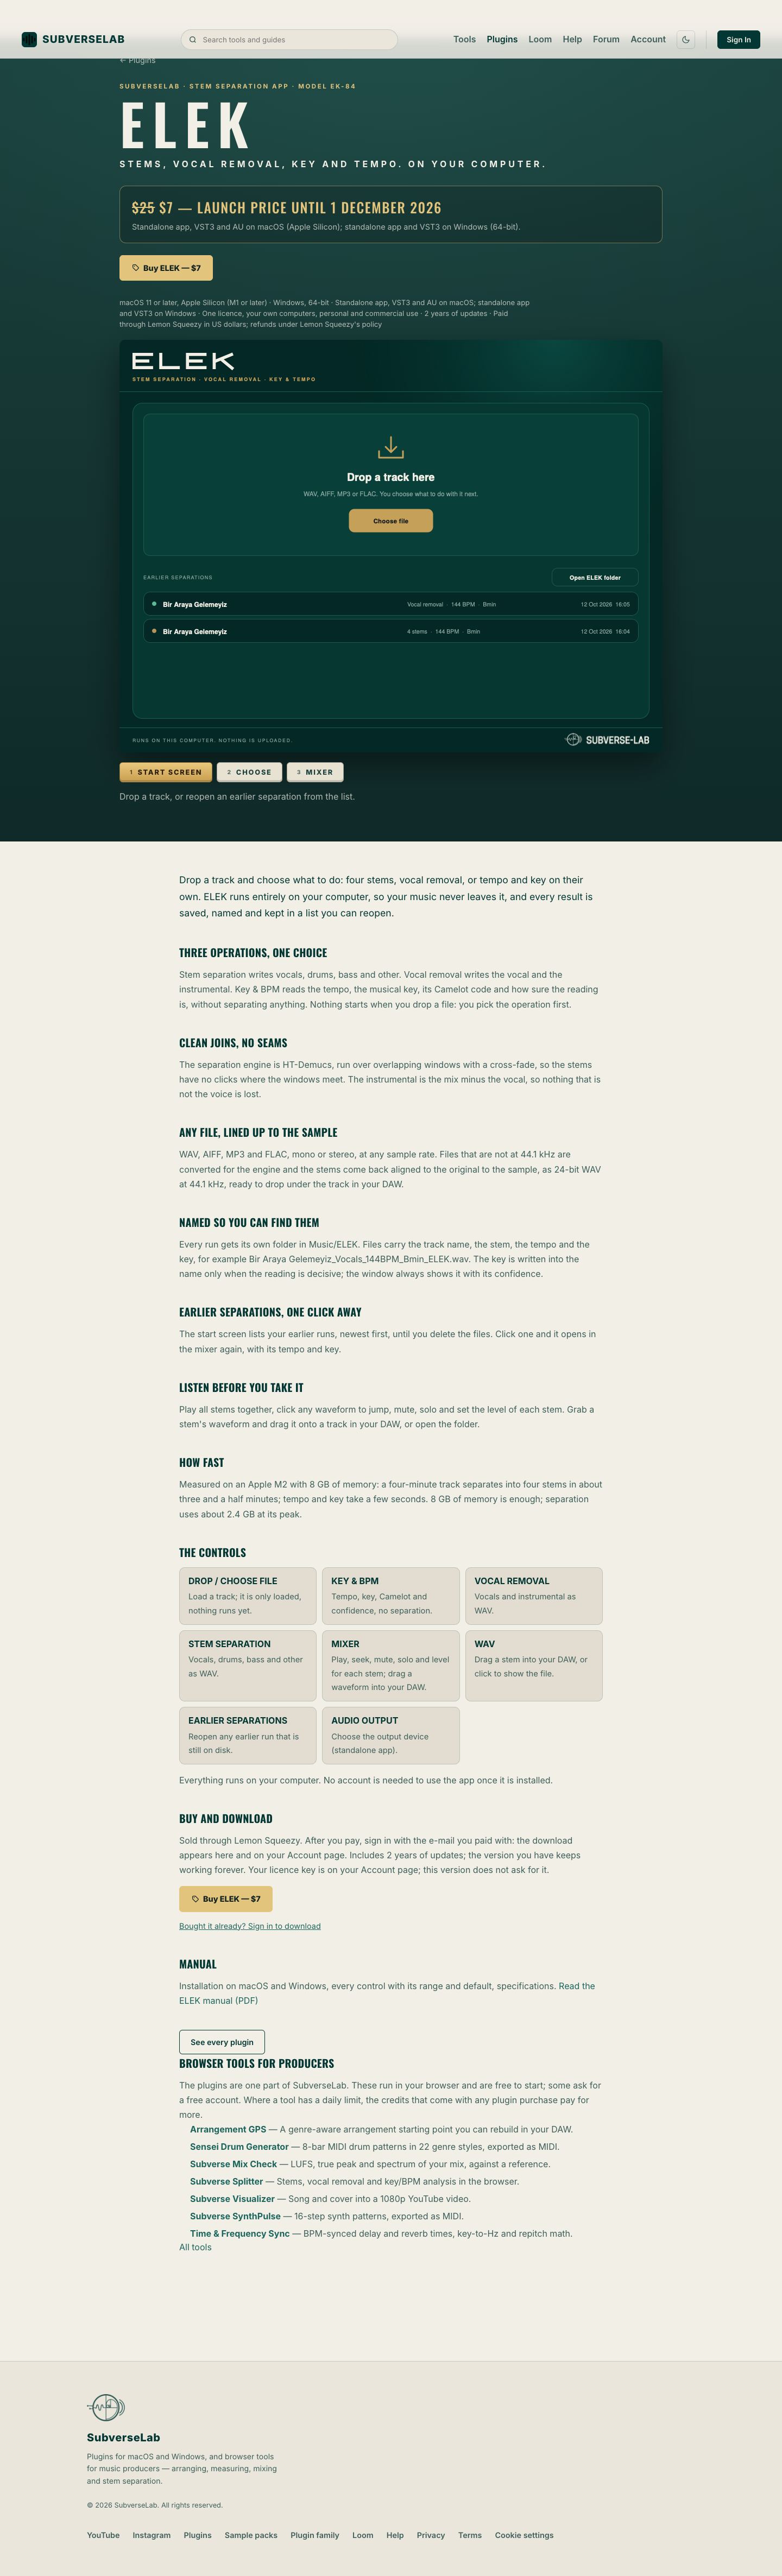 SUBVERSELAB
Search tools and guides
Tools Plugins Loom Help Forum Account
Sign In
← Plugins
SUBVERSELAB · STEM SEPARATION APP · MODEL EK-84
ELEK
STEMS, VOCAL REMOVAL, KEY AND TEMPO. ON YOUR COMPUTER.
$25 $7 — LAUNCH PRICE UNTIL 1 DECEMBER 2026
Standalone app, VST3 and AU on macOS (Apple Silicon); standalone app and VST3 on Windows (64-bit).
Buy ELEK — $7
macOS 11 or later, Apple Silicon (M1 or later) · Windows, 64-bit · Standalone app, VST3 and AU on macOS; standalone app
and VST3 on Windows · One licence, your own computers, personal and commercial use · 2 years of updates · Paid
through Lemon Squeezy in US dollars; refunds under Lemon Squeezy's policy
ELEK
STEM SEPARATION · VOCAL REMOVAL · KEY & TEMPO
Drop a track here
WAV, AIFF, MP3 or FLAC. You choose what to do with it next.
Choose file
EARLIER SEPARATIONS
Open ELEK folder
Bir Araya Gelemeyiz Vocal removal · 144 BPM · Bmin 12 Oct 2026 16:05
Bir Araya Gelemeyiz 4 stems · 144 BPM · Bmin 12 Oct 2026 16:04
RUNS ON THIS COMPUTER. NOTHING IS UPLOADED.
SUBVERSE-LAB
1 START SCREEN 2 CHOOSE 3 MIXER
Drop a track, or reopen an earlier separation from the list.
Drop a track and choose what to do: four stems, vocal removal, or tempo and key on their
own. ELEK runs entirely on your computer, so your music never leaves it, and every result is
saved, named and kept in a list you can reopen.
THREE OPERATIONS, ONE CHOICE
Stem separation writes vocals, drums, bass and other. Vocal removal writes the vocal and the
instrumental. Key & BPM reads the tempo, the musical key, its Camelot code and how sure the reading
is, without separating anything. Nothing starts when you drop a file: you pick the operation first.
CLEAN JOINS, NO SEAMS
The separation engine is HT-Demucs, run over overlapping windows with a cross-fade, so the stems
have no clicks where the windows meet. The instrumental is the mix minus the vocal, so nothing that is
not the voice is lost.
ANY FILE, LINED UP TO THE SAMPLE
WAV, AIFF, MP3 and FLAC, mono or stereo, at any sample rate. Files that are not at 44.1 kHz are
converted for the engine and the stems come back aligned to the original to the sample, as 24-bit WAV
at 44.1 kHz, ready to drop under the track in your DAW.
NAMED SO YOU CAN FIND THEM
Every run gets its own folder in Music/ELEK. Files carry the track name, the stem, the tempo and the
key, for example Bir Araya Gelemeyiz_Vocals_144BPM_Bmin_ELEK.wav. The key is written into the
name only when the reading is decisive; the window always shows it with its confidence.
EARLIER SEPARATIONS, ONE CLICK AWAY
The start screen lists your earlier runs, newest first, until you delete the files. Click one and it opens in
the mixer again, with its tempo and key.
LISTEN BEFORE YOU TAKE IT
Play all stems together, click any waveform to jump, mute, solo and set the level of each stem. Grab a
stem's waveform and drag it onto a track in your DAW, or open the folder.
HOW FAST
Measured on an Apple M2 with 8 GB of memory: a four-minute track separates into four stems in about
three and a half minutes; tempo and key take a few seconds. 8 GB of memory is enough; separation
uses about 2.4 GB at its peak.
THE CONTROLS
DROP / CHOOSE FILE
Load a track; it is only loaded,
nothing runs yet.
KEY & BPM
Tempo, key, Camelot and
confidence, no separation.
VOCAL REMOVAL
Vocals and instrumental as
WAV.
STEM SEPARATION
Vocals, drums, bass and other
as WAV.
MIXER
Play, seek, mute, solo and level
for each stem; drag a
waveform into your DAW.
WAV
Drag a stem into your DAW, or
click to show the file.
EARLIER SEPARATIONS
Reopen any earlier run that is
still on disk.
AUDIO OUTPUT
Choose the output device
(standalone app).
Everything runs on your computer. No account is needed to use the app once it is installed.
BUY AND DOWNLOAD
Sold through Lemon Squeezy. After you pay, sign in with the e-mail you paid with: the download
appears here and on your Account page. Includes 2 years of updates; the version you have keeps
working forever. Your licence key is on your Account page; this version does not ask for it.
Buy ELEK — $7
Bought it already? Sign in to download
MANUAL
Installation on macOS and Windows, every control with its range and default, specifications. Read the
ELEK manual (PDF)
See every plugin
BROWSER TOOLS FOR PRODUCERS
The plugins are one part of SubverseLab. These run in your browser and are free to start; some ask for
a free account. Where a tool has a daily limit, the credits that come with any plugin purchase pay for
more.
Arrangement GPS — A genre-aware arrangement starting point you can rebuild in your DAW.
Sensei Drum Generator — 8-bar MIDI drum patterns in 22 genre styles, exported as MIDI.
Subverse Mix Check — LUFS, true peak and spectrum of your mix, against a reference.
Subverse Splitter — Stems, vocal removal and key/BPM analysis in the browser.
Subverse Visualizer — Song and cover into a 1080p YouTube video.
Subverse SynthPulse — 16-step synth patterns, exported as MIDI.
Time & Frequency Sync — BPM-synced delay and reverb times, key-to-Hz and repitch math.
All tools
SubverseLab
Plugins for macOS and Windows, and browser tools
for music producers — arranging, measuring, mixing
and stem separation.
© 2026 SubverseLab. All rights reserved.
YouTube Instagram Plugins Sample packs Plugin family Loom Help Privacy Terms Cookie settings